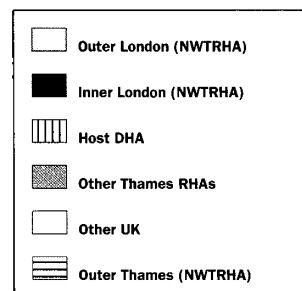 Outer London (NWTRHA)
Inner London (NWTRHA)
Host DHA
Other Thames RHAs
Other UK
Outer Thames (NWTRHA)